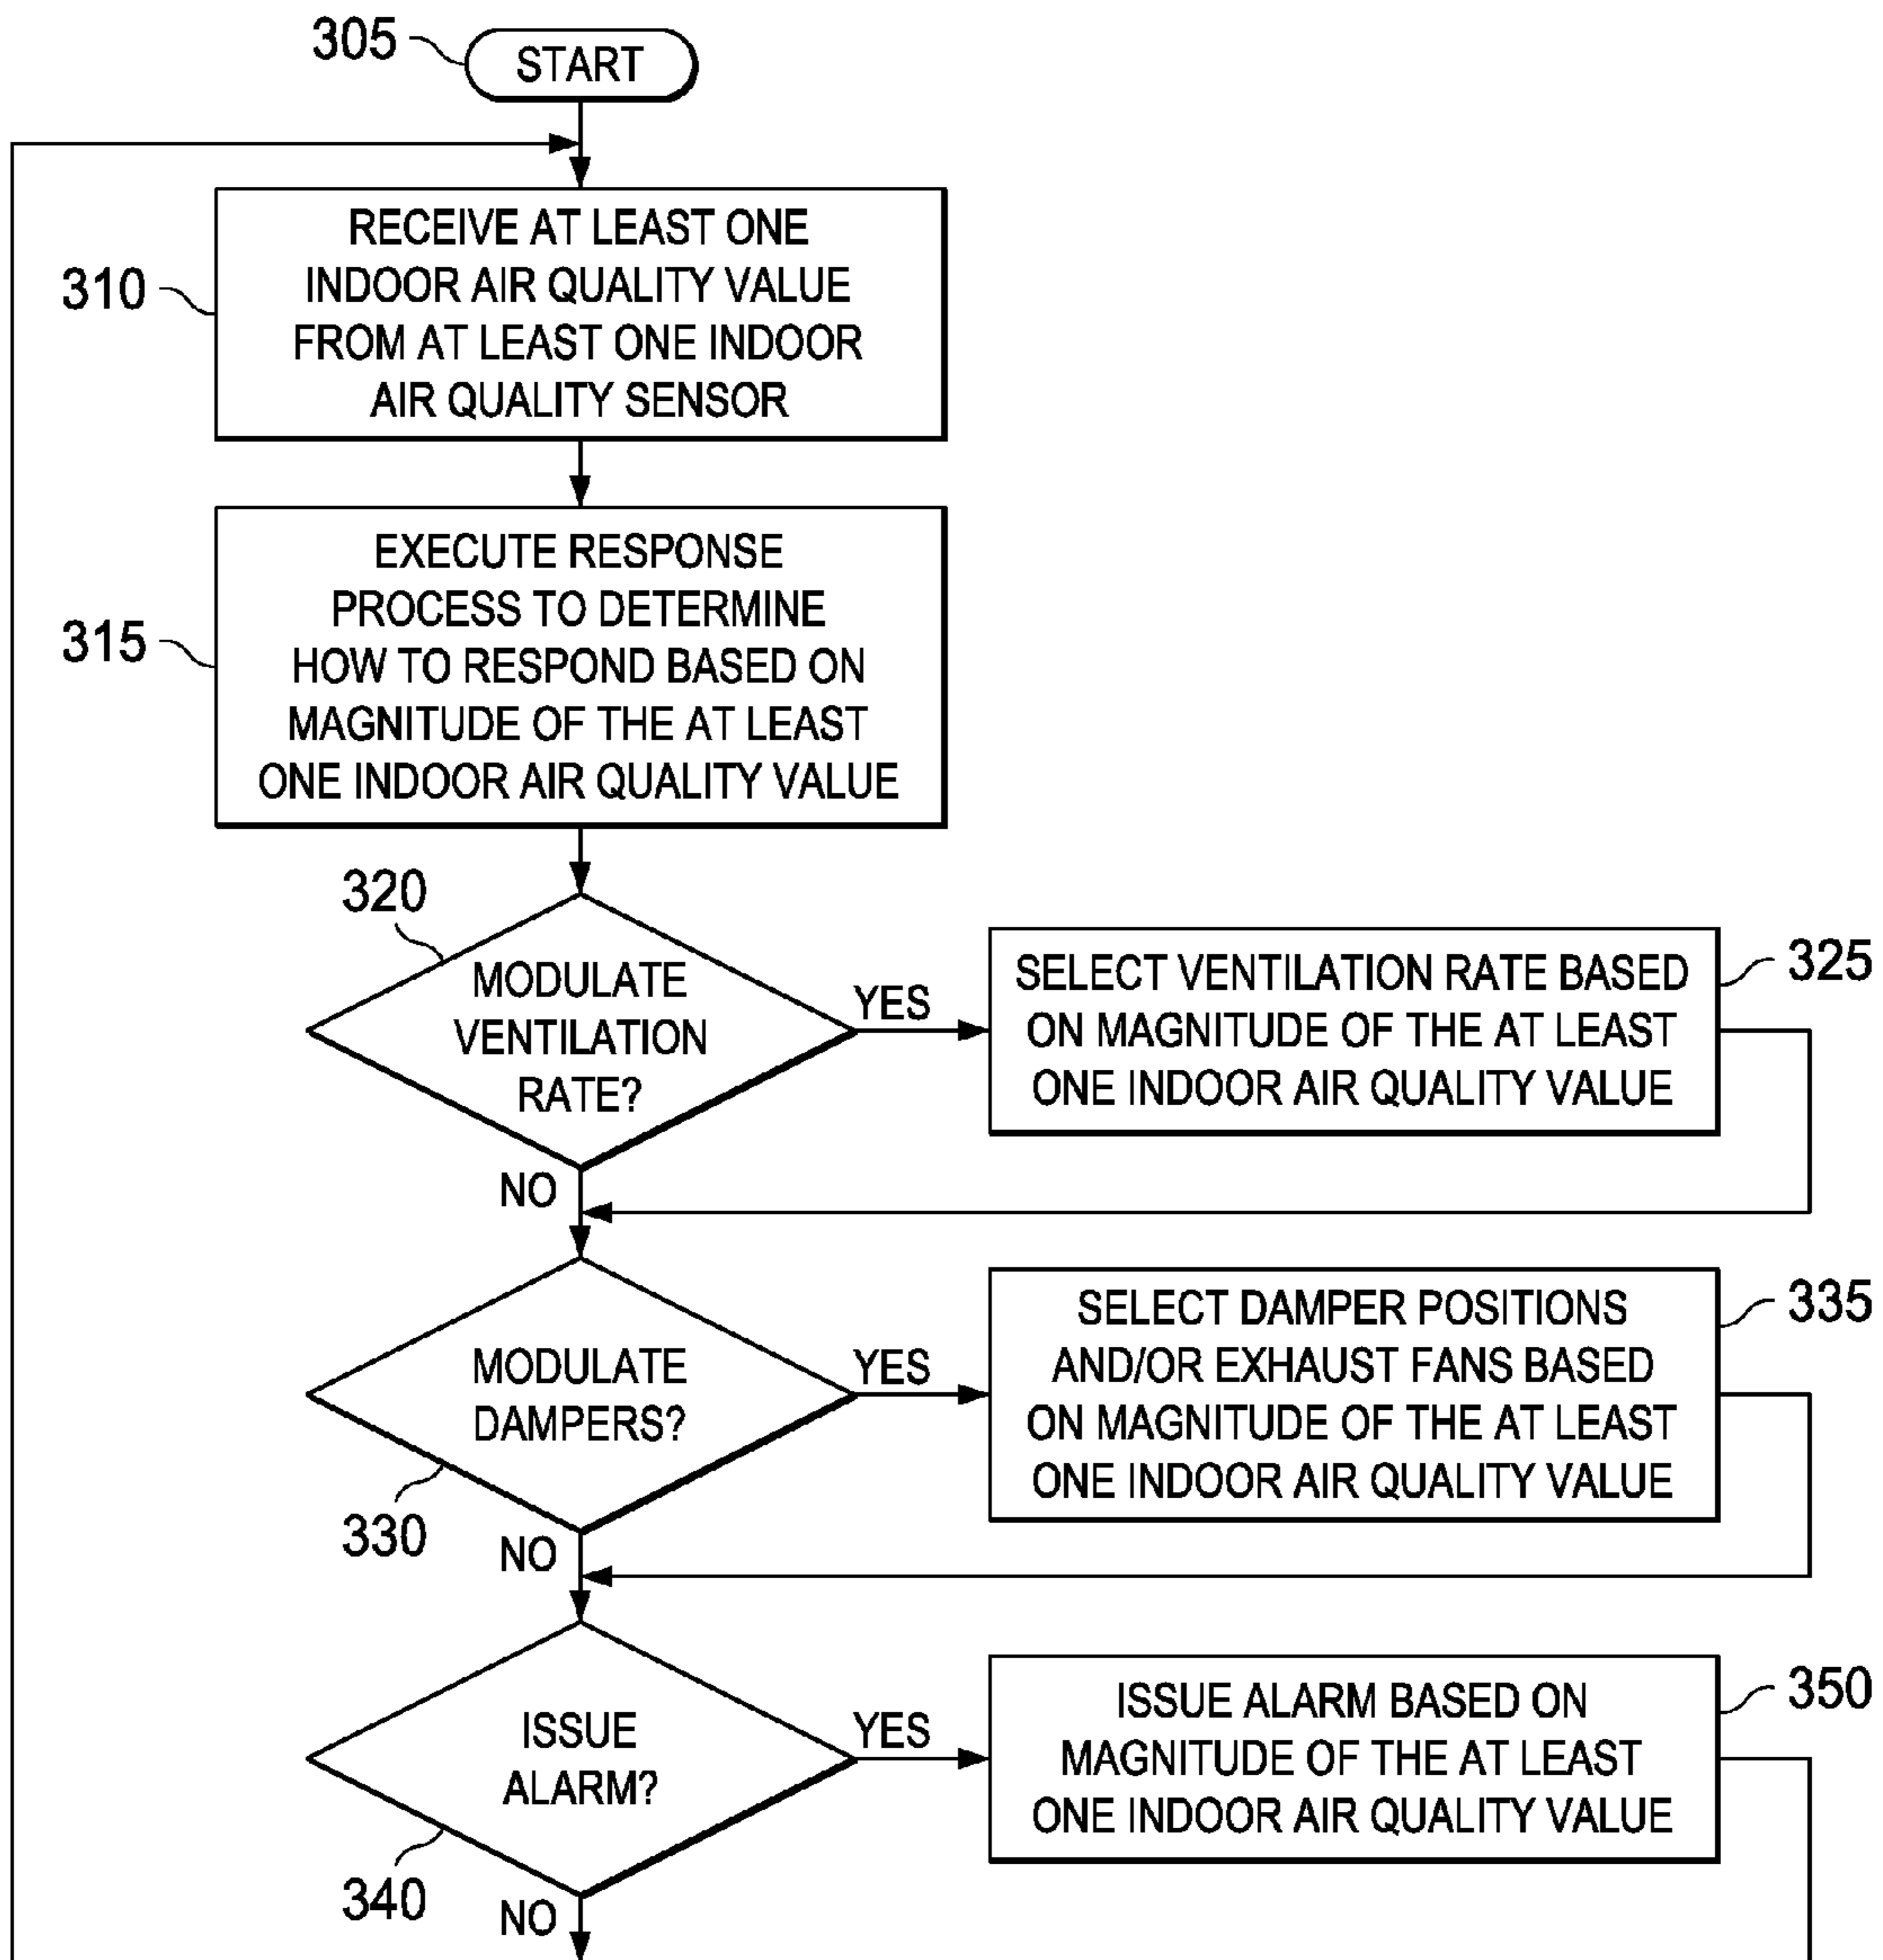 305
START
310
RECEIVE AT LEAST ONE
INDOOR AIR QUALITY VALUE
FROM AT LEAST ONE INDOOR
AIR QUALITY SENSOR
315
EXECUTE RESPONSE
PROCESS TO DETERMINE
HOW TO RESPOND BASED ON
MAGNITUDE OF THE AT LEAST
ONE INDOOR AIR QUALITY VALUE
320
MODULATE
VENTILATION
RATE?
YES
NO
SELECT VENTILATION RATE BASED
ON MAGNITUDE OF THE AT LEAST
ONE INDOOR AIR QUALITY VALUE
325
MODULATE
DAMPERS?
330
YES
NO
SELECT DAMPER POSITIONS
AND/OR EXHAUST FANS BASED
ON MAGNITUDE OF THE AT LEAST
ONE INDOOR AIR QUALITY VALUE
335
ISSUE
ALARM?
340
YES
NO
ISSUE ALARM BASED ON
MAGNITUDE OF THE AT LEAST
ONE INDOOR AIR QUALITY VALUE
350